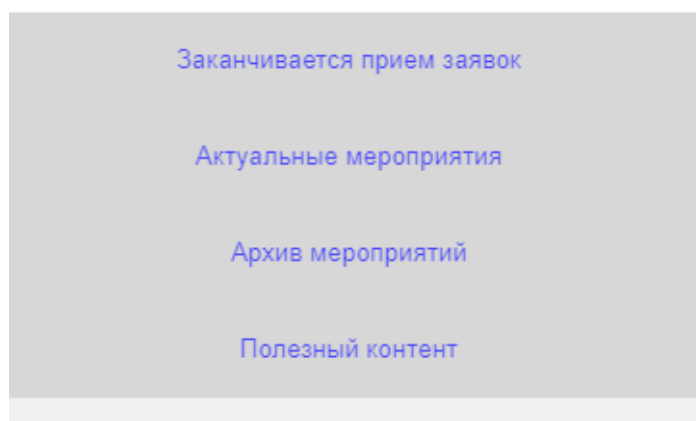 Заканчивается прием заявок
Актуальные мероприятия
Архив мероприятий
Полезный контент